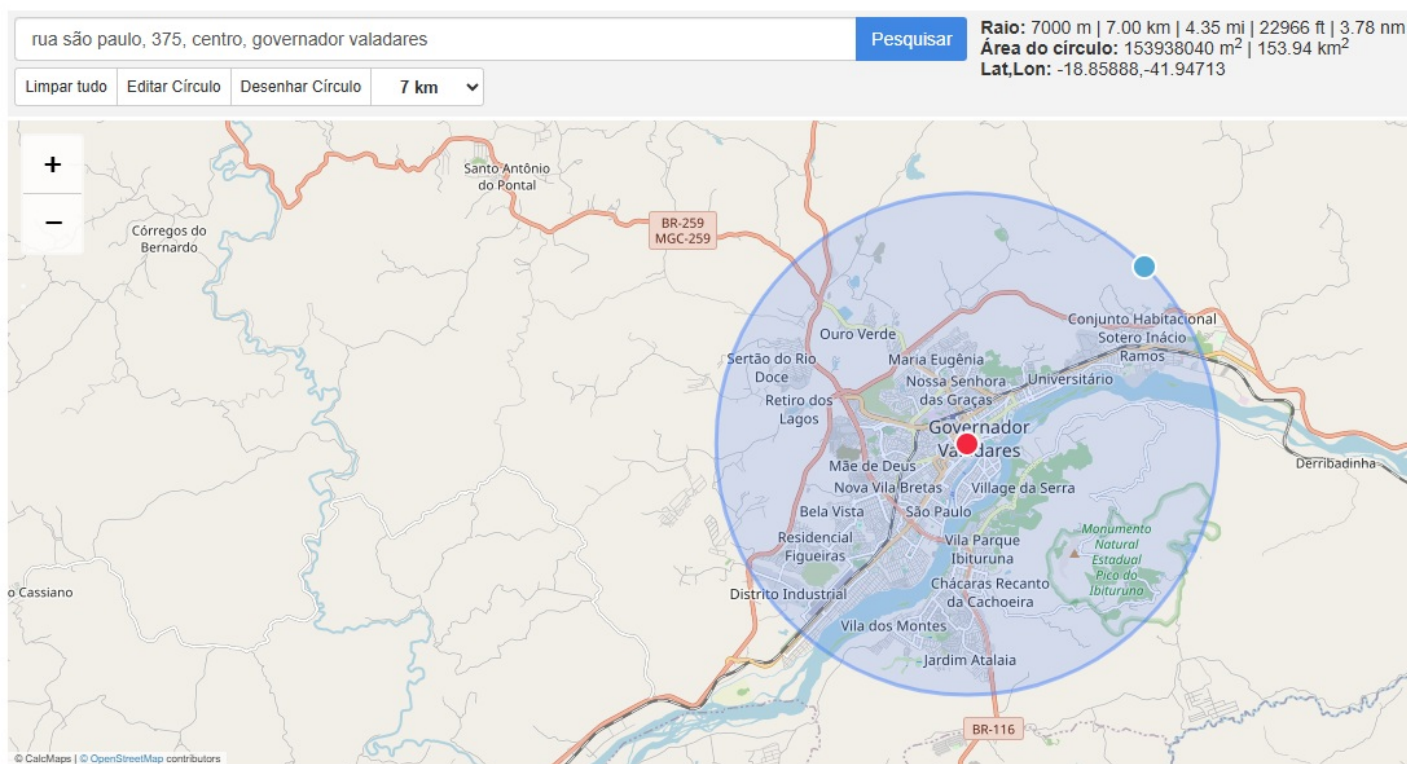 rua são paulo, 375, centro, governador valadares
Pesquisar
Raio: 7000 m | 7.00 km | 4.35 mi | 22966 ft | 3.78 nm
Área do círculo: 153938040 m² | 153.94 km²
Lat,Lon: -18.85888,-41.94713
Limpar tudo
Editar Círculo
Desenhar Círculo
7 km
+
−
Santo Antônio
do Pontal
BR-259
MGC-259
Córregos do
Bernardo
Conjunto Habitacional
Sotero Inácio
Ramos
Ouro Verde
Sertão do Rio
Doce
Maria Eugênia
Nossa Senhora
das Graças
Universitário
Retiro dos
Lagos
Governador
Valadares
Derribadinha
Mãe de Deus
Nova Vila Bretas
Village da Serra
Bela Vista
São Paulo
Residencial
Figueiras
Vila Parque
Ibituruna
Monumento
Natural
Estadual
Pico do
Ibituruna
o Cassiano
Distrito Industrial
Chácaras Recanto
da Cachoeira
Vila dos Montes
Jardim Atalaia
BR-116
© CalcMaps | © OpenStreetMap contributors